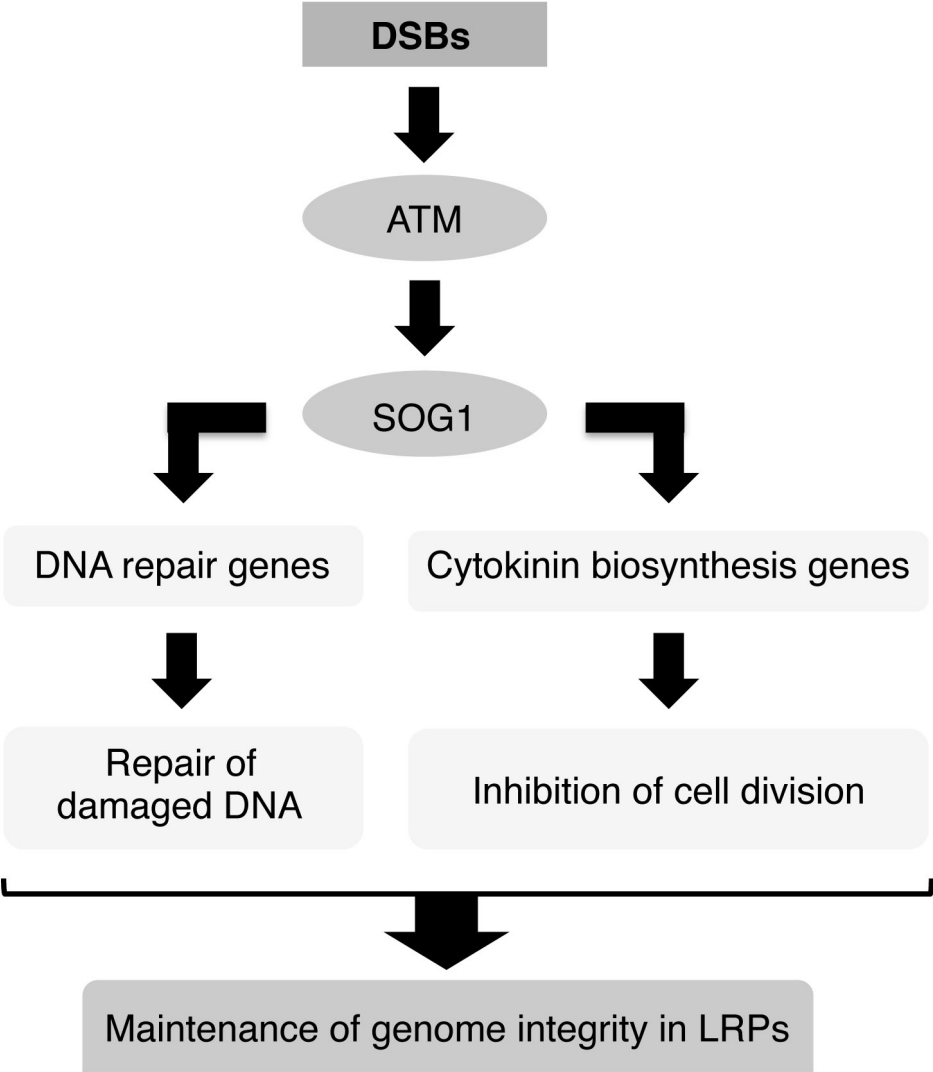 DSBs
ATM
SOG1
DNA repair genes
Cytokinin biosynthesis genes
Repair of
damaged DNA
Inhibition of cell division
Maintenance of genome integrity in LRPs